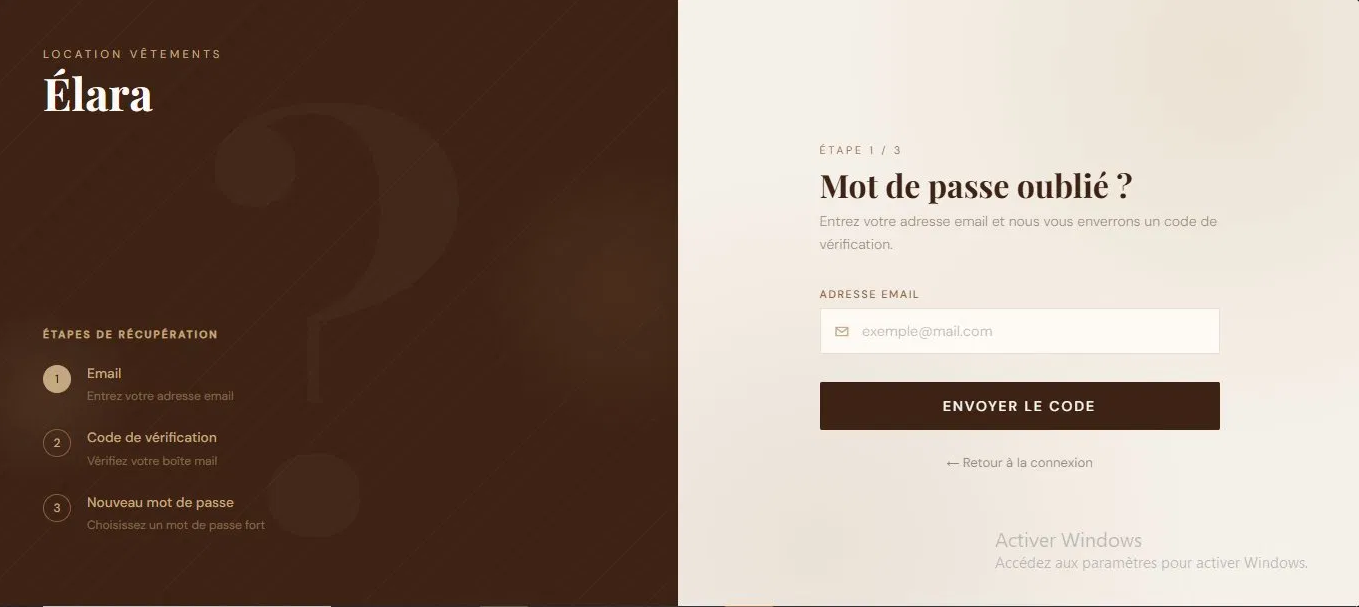 LOCATION VÊTEMENTS
Élara
?
ÉTAPES DE RÉCUPÉRATION
1
Email
Entrez votre adresse email
2
Code de vérification
Vérifiez votre boîte mail
3
Nouveau mot de passe
Choisissez un mot de passe fort
ÉTAPE 1 / 3
Mot de passe oublié ?
Entrez votre adresse email et nous vous enverrons un code de
vérification.
ADRESSE EMAIL
exemple@mail.com
ENVOYER LE CODE
← Retour à la connexion
Activer Windows
Accédez aux paramètres pour activer Windows.